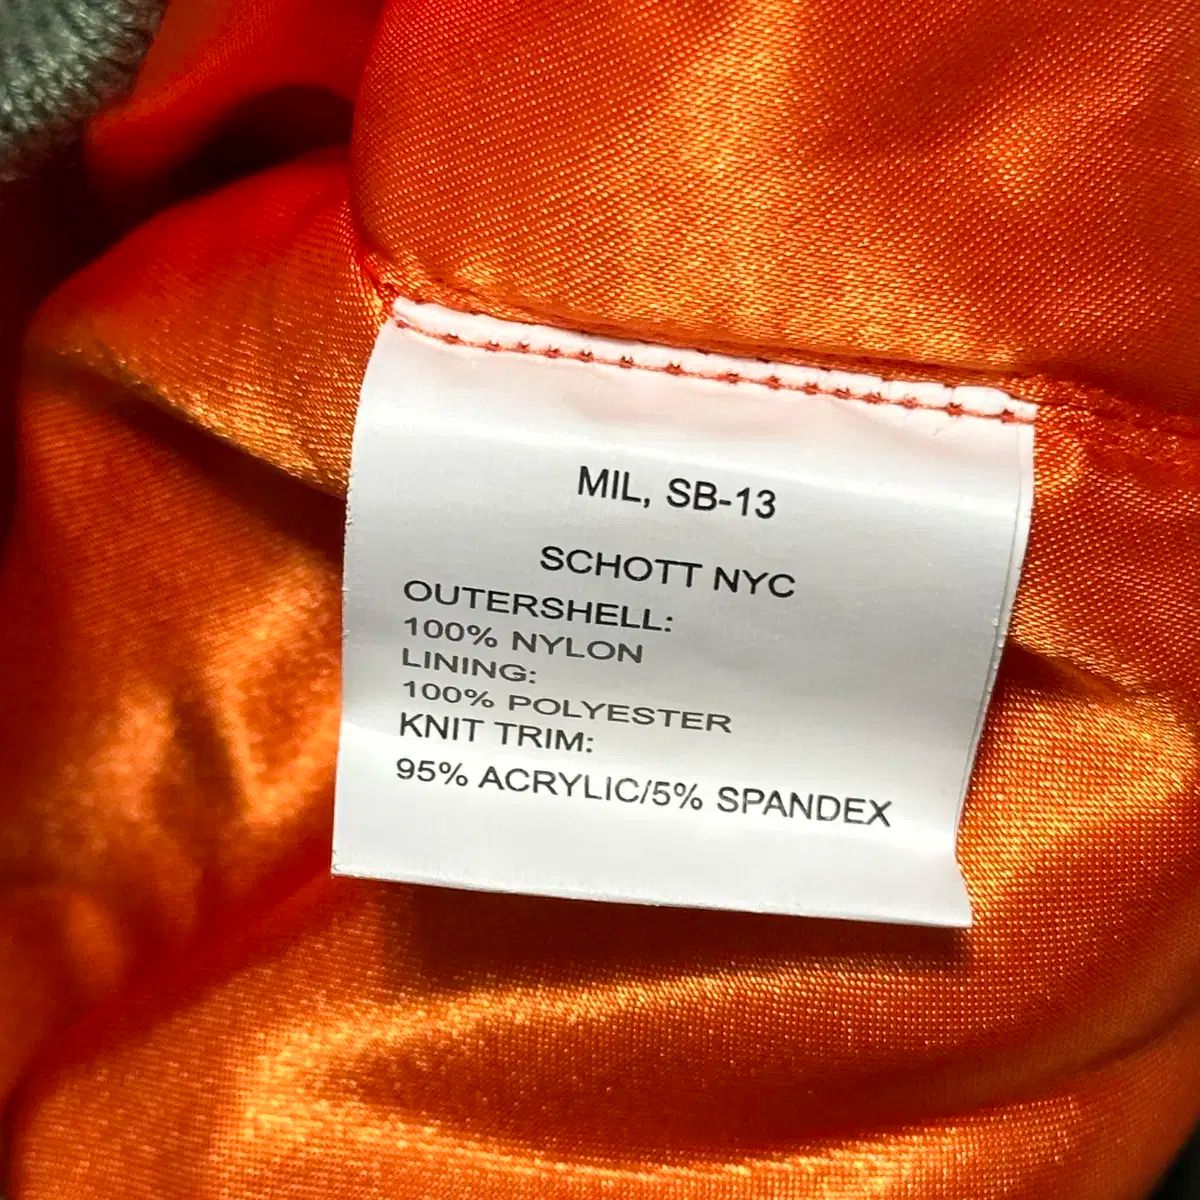 MIL, SB-13
SCHOTT NYC
OUTERSHELL:
100% NYLON
LINING:
100% POLYESTER
KNIT TRIM:
95% ACRYLIC/5% SPANDEX